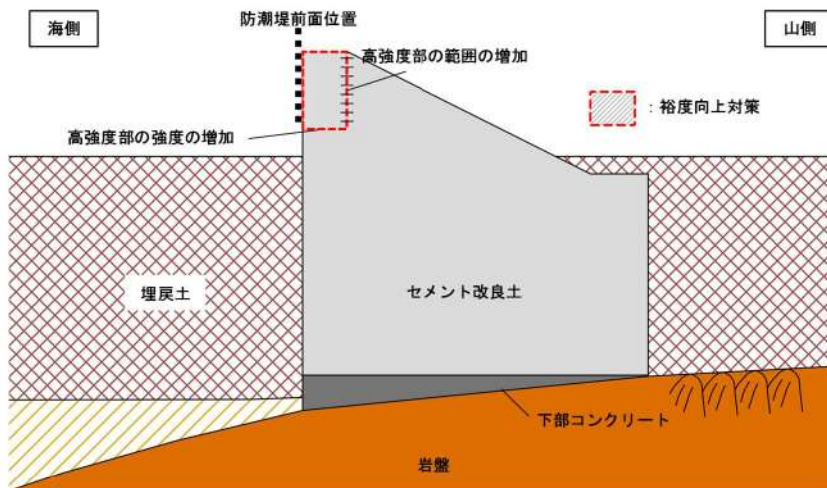 海側
防潮堤前面位置
山側
高強度部の範囲の増加
：裕度向上対策
高強度部の強度の増加
埋戻土
セメント改良土
下部コンクリート
岩盤